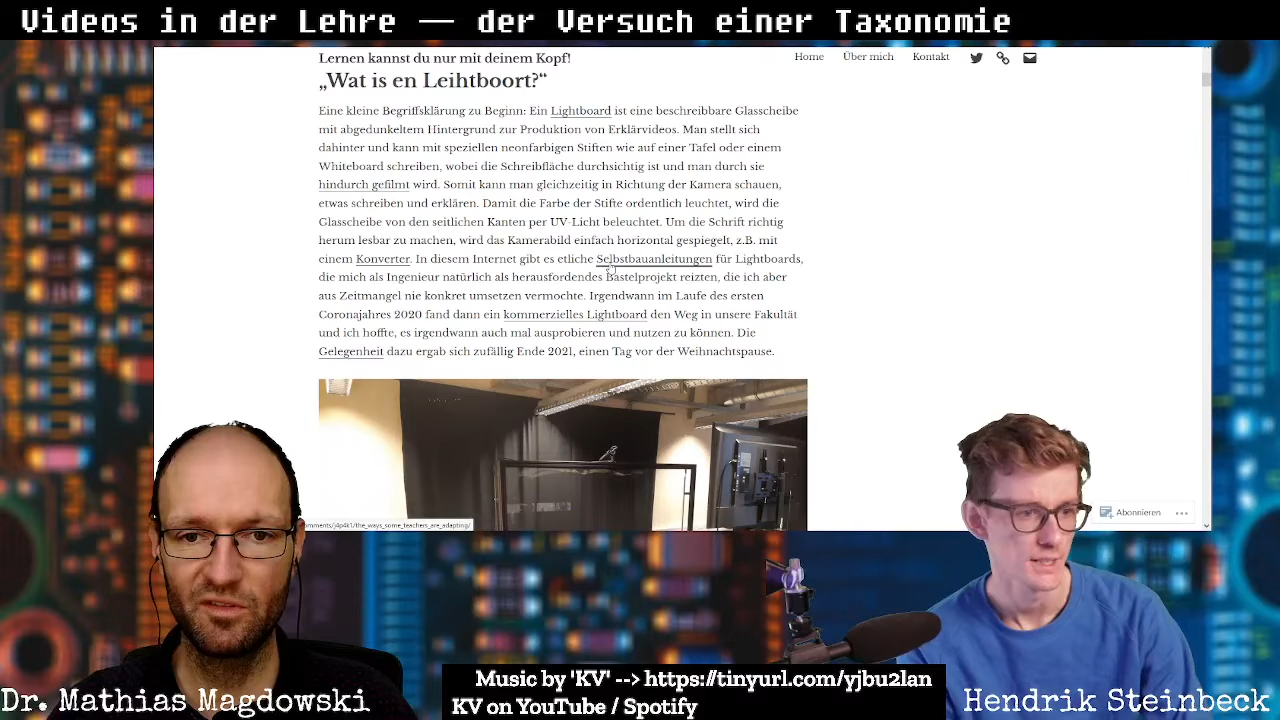 Videos in der Lehre — der Versuch einer Taxonomie
Lernen kannst du nur mit deinem Kopf!
Home Über mich Kontakt
„Wat is en Leihtboort?“
Eine kleine Begriffsklärung zu Beginn: Ein Lightboard ist eine beschreibbare Glasscheibe
mit abgedunkeltem Hintergrund zur Produktion von Erklärvideos. Man stellt sich
dahinter und kann mit speziellen neonfarbigen Stiften wie auf einer Tafel oder einem
Whiteboard schreiben, wobei die Schreibfläche durchsichtig ist und man durch sie
hindurch gefilmt wird. Somit kann man gleichzeitig in Richtung der Kamera schauen,
etwas schreiben und erklären. Damit die Farbe der Stifte ordentlich leuchtet, wird die
Glasscheibe von den seitlichen Kanten per UV-Licht beleuchtet. Um die Schrift richtig
herum lesbar zu machen, wird das Kamerabild einfach horizontal gespiegelt, z.B. mit
einem Konverter. In diesem Internet gibt es etliche Selbstbauanleitungen für Lightboards,
die mich als Ingenieur natürlich als herausfordendes Bastelprojekt reizten, die ich aber
aus Zeitmangel nie konkret umsetzen vermochte. Irgendwann im Laufe des ersten
Coronajahres 2020 fand dann ein kommerzielles Lightboard den Weg in unsere Fakultät
und ich hoffte, es irgendwann auch mal ausprobieren und nutzen zu können. Die
Gelegenheit dazu ergab sich zufällig Ende 2021, einen Tag vor der Weihnachtspause.
Abonnieren
mments/j4p4k1/the_ways_some_teachers_are_adapting/
Music by 'KV' --> https://tinyurl.com/yjbu2lan
KV on YouTube / Spotify
Dr. Mathias Magdowski
Hendrik Steinbeck